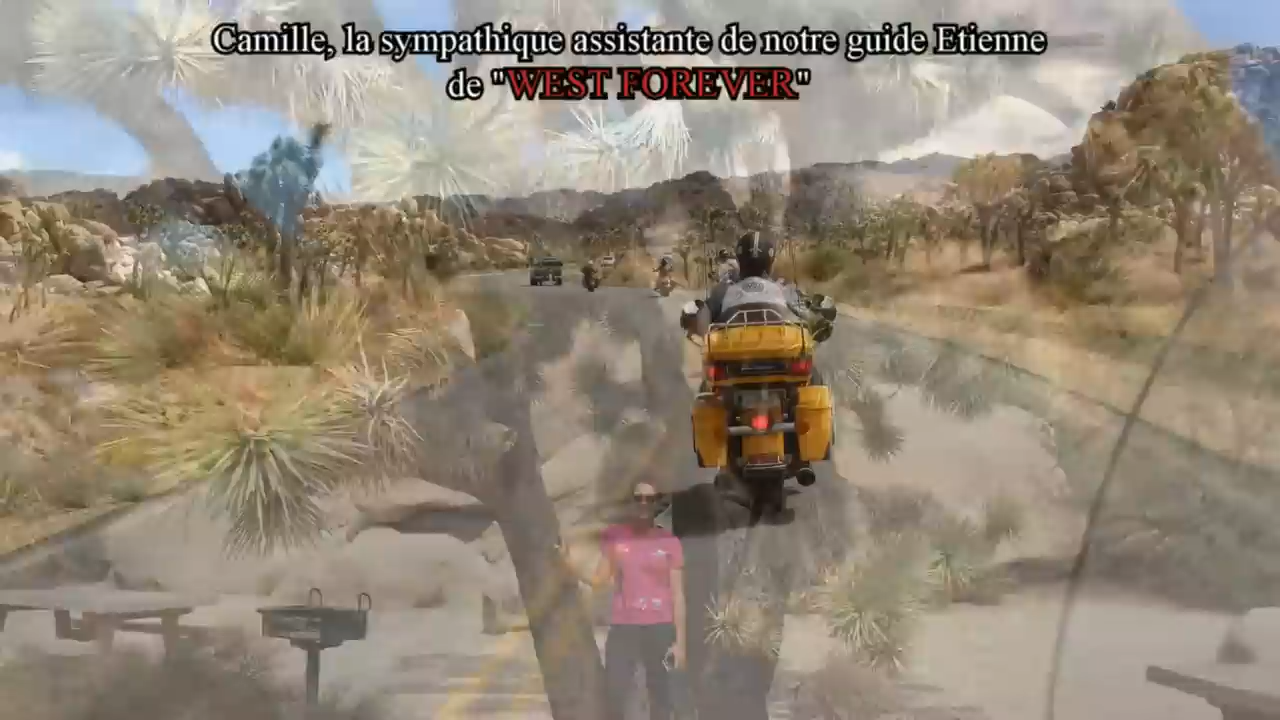 Camille, la sympathique assistante de notre guide Etienne
de "WEST FOREVER"